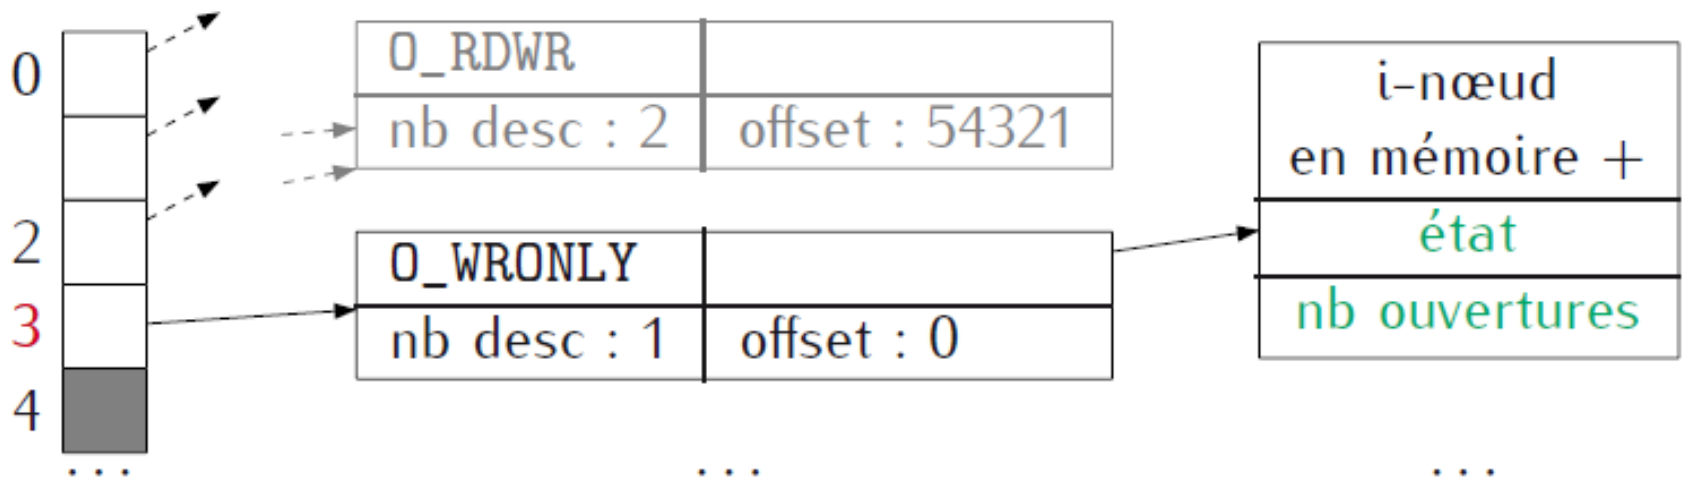 0
2
3
4
...
O_RDWR
nb desc : 2
offset : 54321
O_WRONLY
nb desc : 1
offset : 0
...
i-nœud
en mémoire +
état
nb ouvertures
...